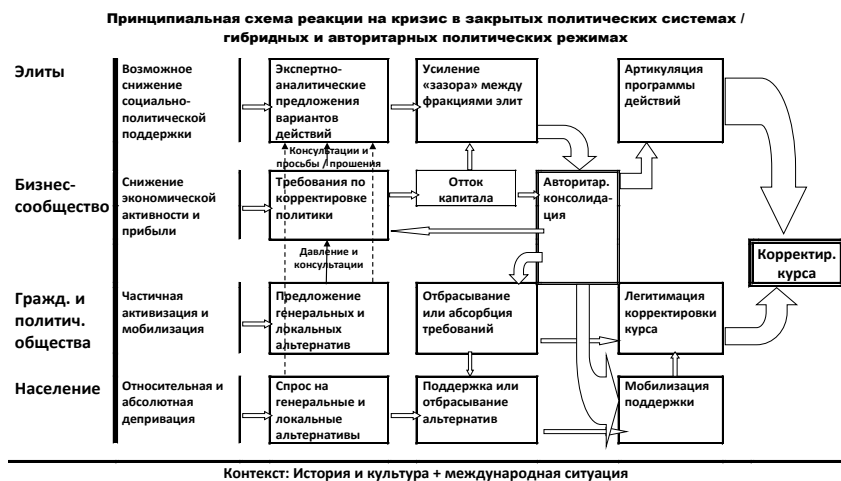 Принципиальная схема реакции на кризис в закрытых политических системах /
гибридных и авторитарных политических режимах
Элиты
Возможное
снижение
социально-
политической
поддержки
Экспертно-
аналитические
предложения
вариантов
действий
Усиление
«зазора» между
фракциями элит
Артикуляция
программы
действий
Консультации и
просьбы / прошения
Бизнес-
сообщество
Снижение
экономической
активности и
прибыли
Требования по
корректировке
политики
Отток
капитала
Авторитар.
консолида-
ция
Давление и
консультации
Корректир.
курса
Гражд. и
политич.
общества
Частичная
активизация и
мобилизация
Предложение
генеральных и
локальных
альтернатив
Отбрасывание
или абсорбция
требований
Легитимация
корректировки
курса
Население
Относительная и
абсолютная
депривация
Спрос на
генеральные и
локальные
альтернативы
Поддержка или
отбрасывание
альтернатив
Мобилизация
поддержки
Контекст: История и культура + международная ситуация